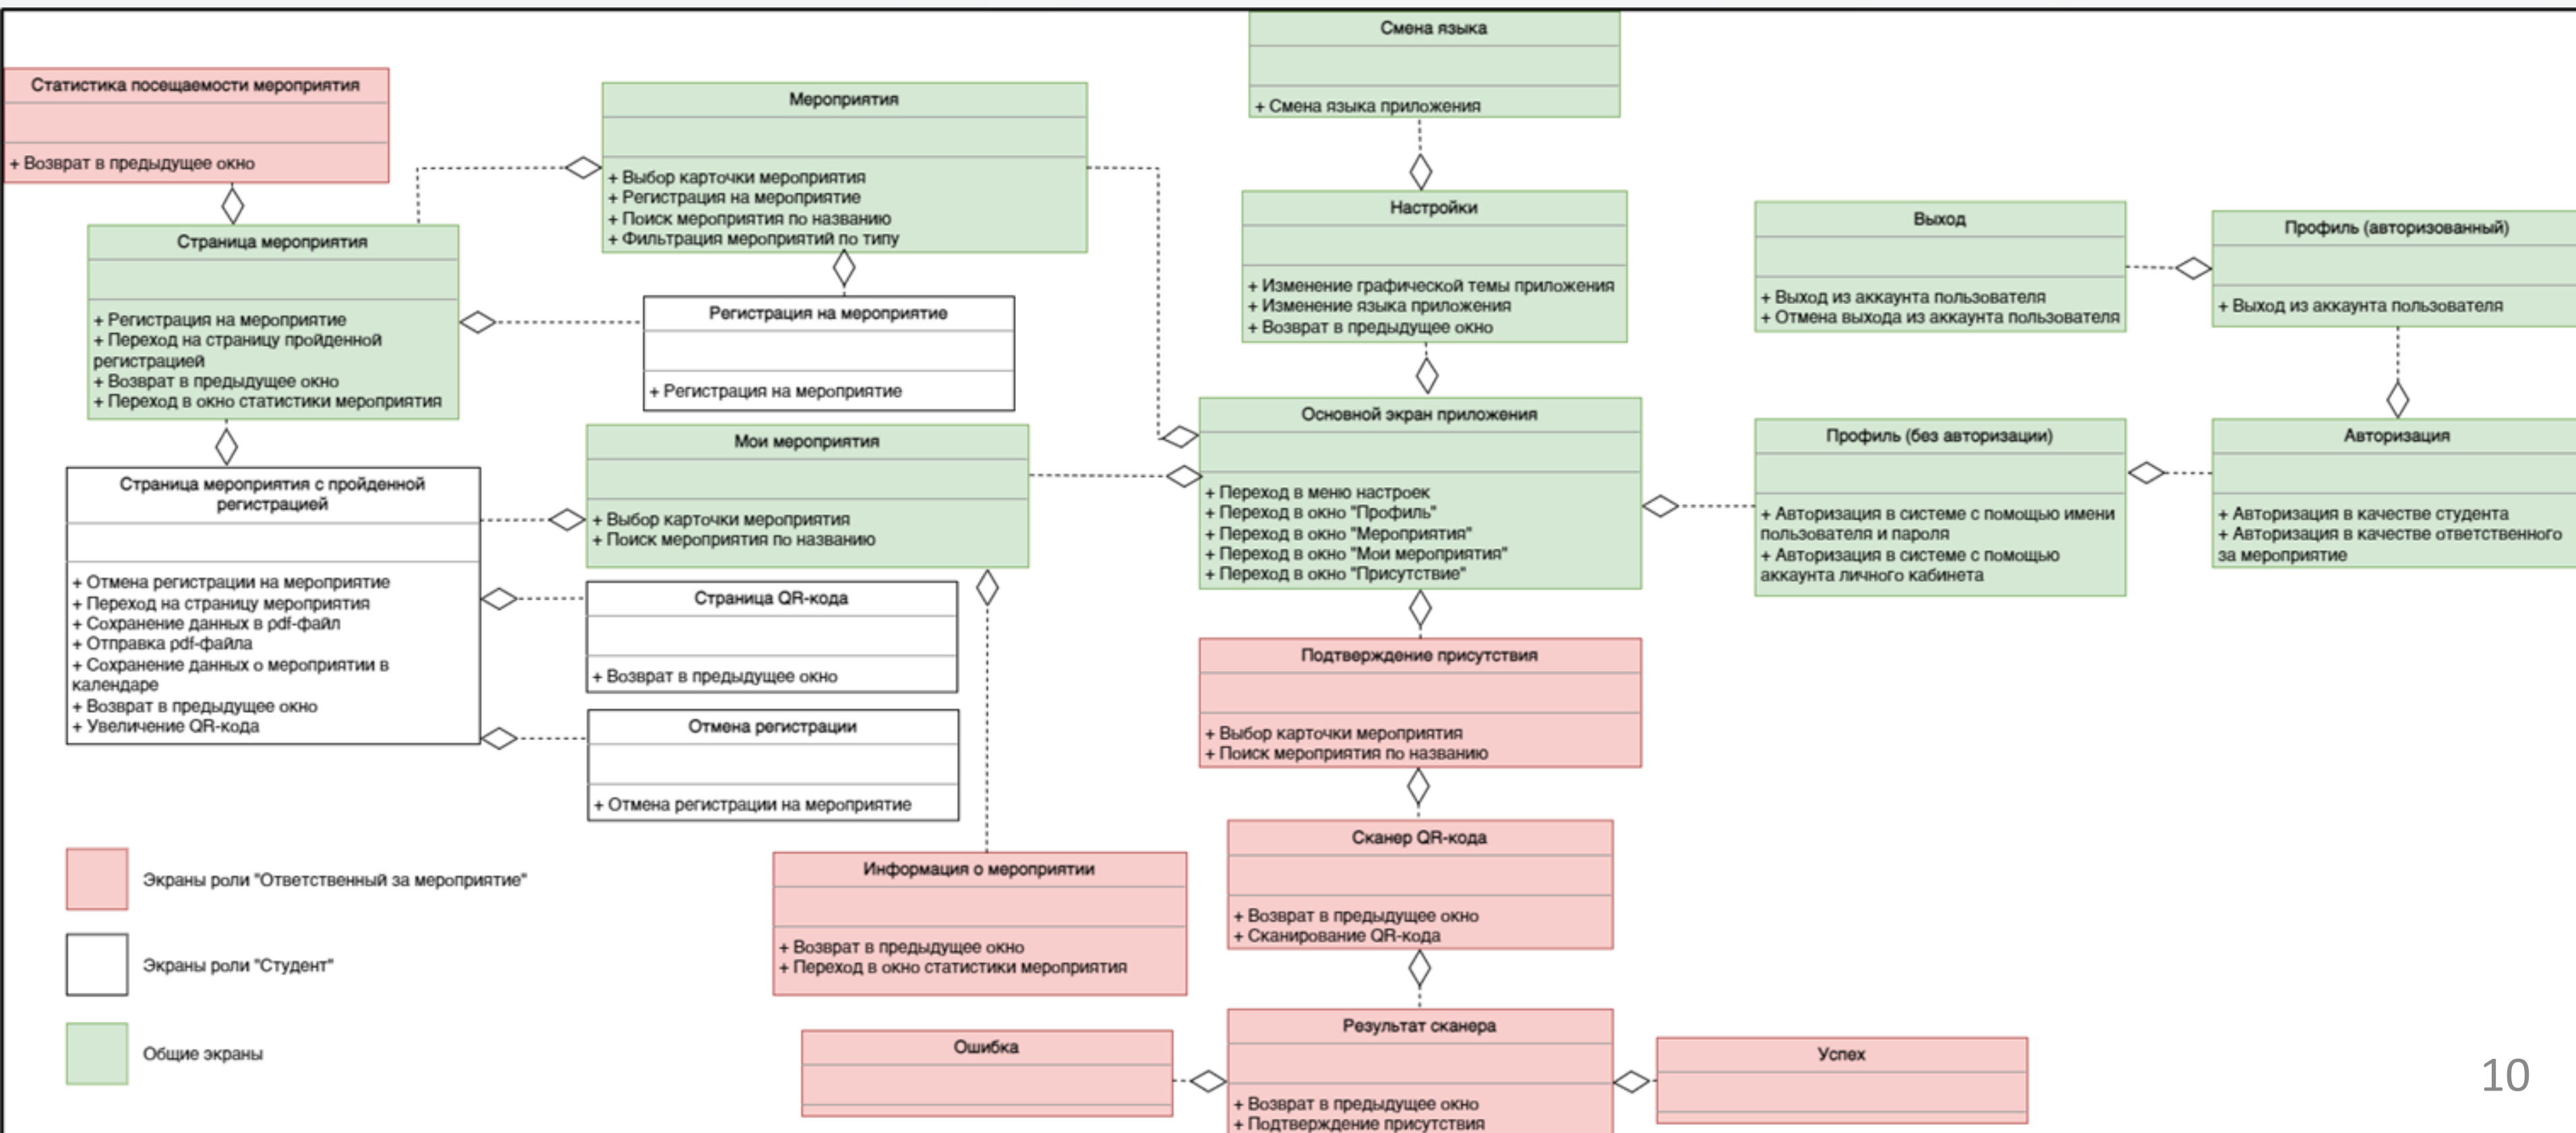 Смена языка
+ Смена языка приложения
Статистика посещаемости мероприятия
+ Возврат в предыдущее окно
Мероприятия
+ Выбор карточки мероприятия
+ Регистрация на мероприятие
+ Поиск мероприятия по названию
+ Фильтрация мероприятий по типу
Настройки
+ Изменение графической темы приложения
+ Изменение языка приложения
+ Возврат в предыдущее окно
Выход
+ Выход из аккаунта пользователя
+ Отмена выхода из аккаунта пользователя
Профиль (авторизованный)
+ Выход из аккаунта пользователя
Страница мероприятия
+ Регистрация на мероприятие
+ Переход на страницу пройденной
регистрацией
+ Возврат в предыдущее окно
+ Переход в окно статистики мероприятия
Регистрация на мероприятие
+ Регистрация на мероприятие
Мои мероприятия
+ Выбор карточки мероприятия
+ Поиск мероприятия по названию
Основной экран приложения
+ Переход в меню настроек
+ Переход в окно "Профиль"
+ Переход в окно "Мероприятия"
+ Переход в окно "Мои мероприятия"
+ Переход в окно "Присутствие"
Профиль (без авторизации)
+ Авторизация в системе с помощью имени
пользователя и пароля
+ Авторизация в системе с помощью
аккаунта личного кабинета
Авторизация
+ Авторизация в качестве студента
+ Авторизация в качестве ответственного
за мероприятие
Страница мероприятия с пройденной
регистрацией
+ Отмена регистрации на мероприятие
+ Переход на страницу мероприятия
+ Сохранение данных в pdf-файл
+ Отправка pdf-файла
+ Сохранение данных о мероприятии в
календаре
+ Возврат в предыдущее окно
+ Увеличение QR-кода
Страница QR-кода
+ Возврат в предыдущее окно
Отмена регистрации
+ Отмена регистрации на мероприятие
Подтверждение присутствия
+ Выбор карточки мероприятия
+ Поиск мероприятия по названию
Сканер QR-кода
+ Возврат в предыдущее окно
+ Сканирование QR-кода
Информация о мероприятии
+ Возврат в предыдущее окно
+ Переход в окно статистики мероприятия
Экраны роли "Ответственный за мероприятие"
Экраны роли "Студент"
Общие экраны
Ошибка
Результат сканера
+ Возврат в предыдущее окно
+ Подтверждение присутствия
Успех
10